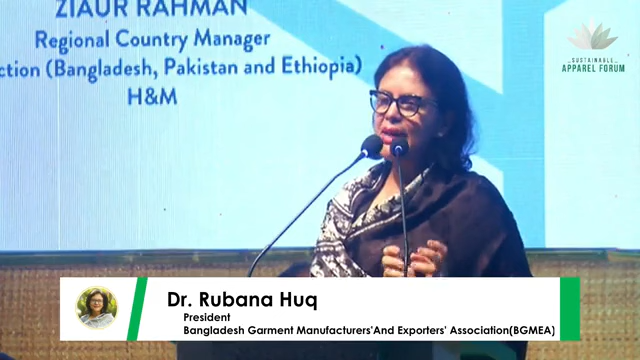 ZIAUR RAHMAN
Regional Country Manager
ction (Bangladesh, Pakistan and Ethiopia)
H&M
SUSTAINABLE
APPAREL FORUM
Dr. Rubana Huq
President
Bangladesh Garment Manufacturers'And Exporters' Association(BGMEA)